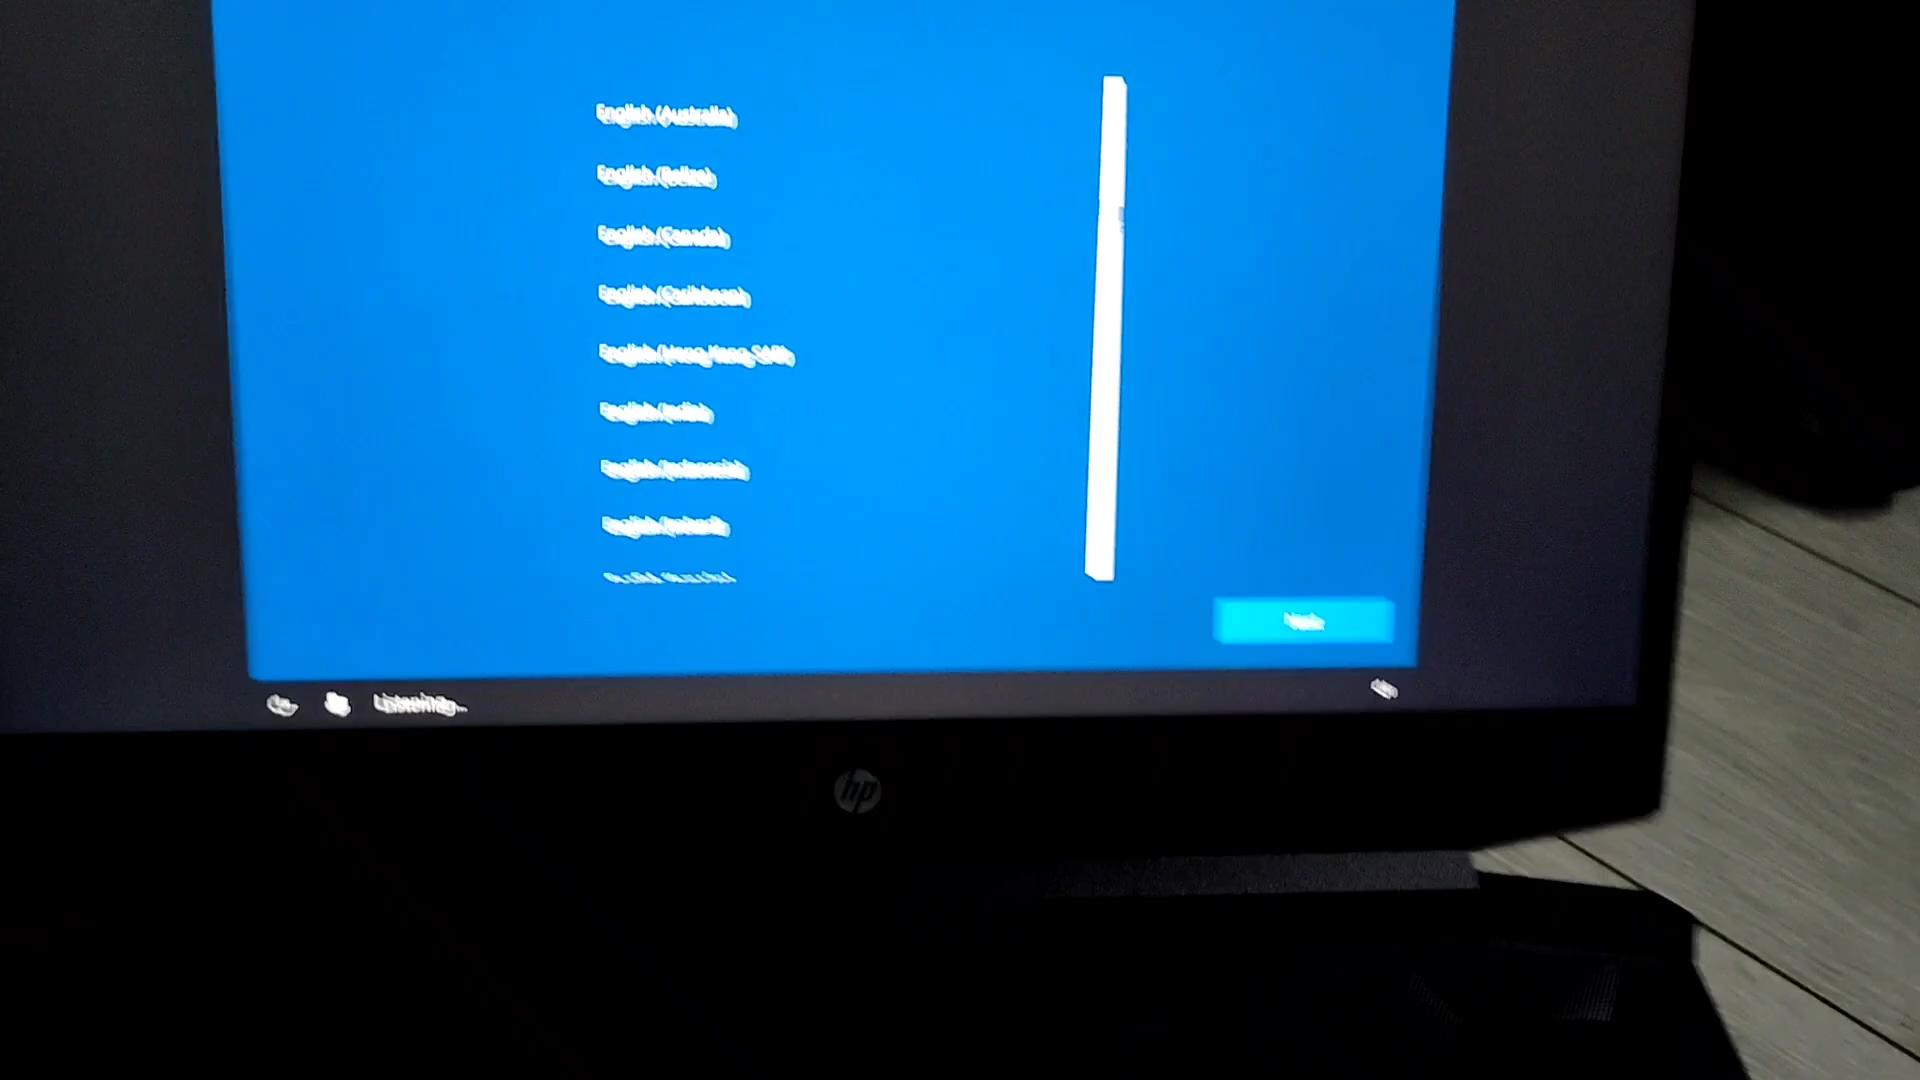 English (Australia)
English (Belize)
English (Canada)
English (Caribbean)
English (Hong Kong SAR)
English (India)
English (Indonesia)
English (Ireland)
English
Listening...
hp